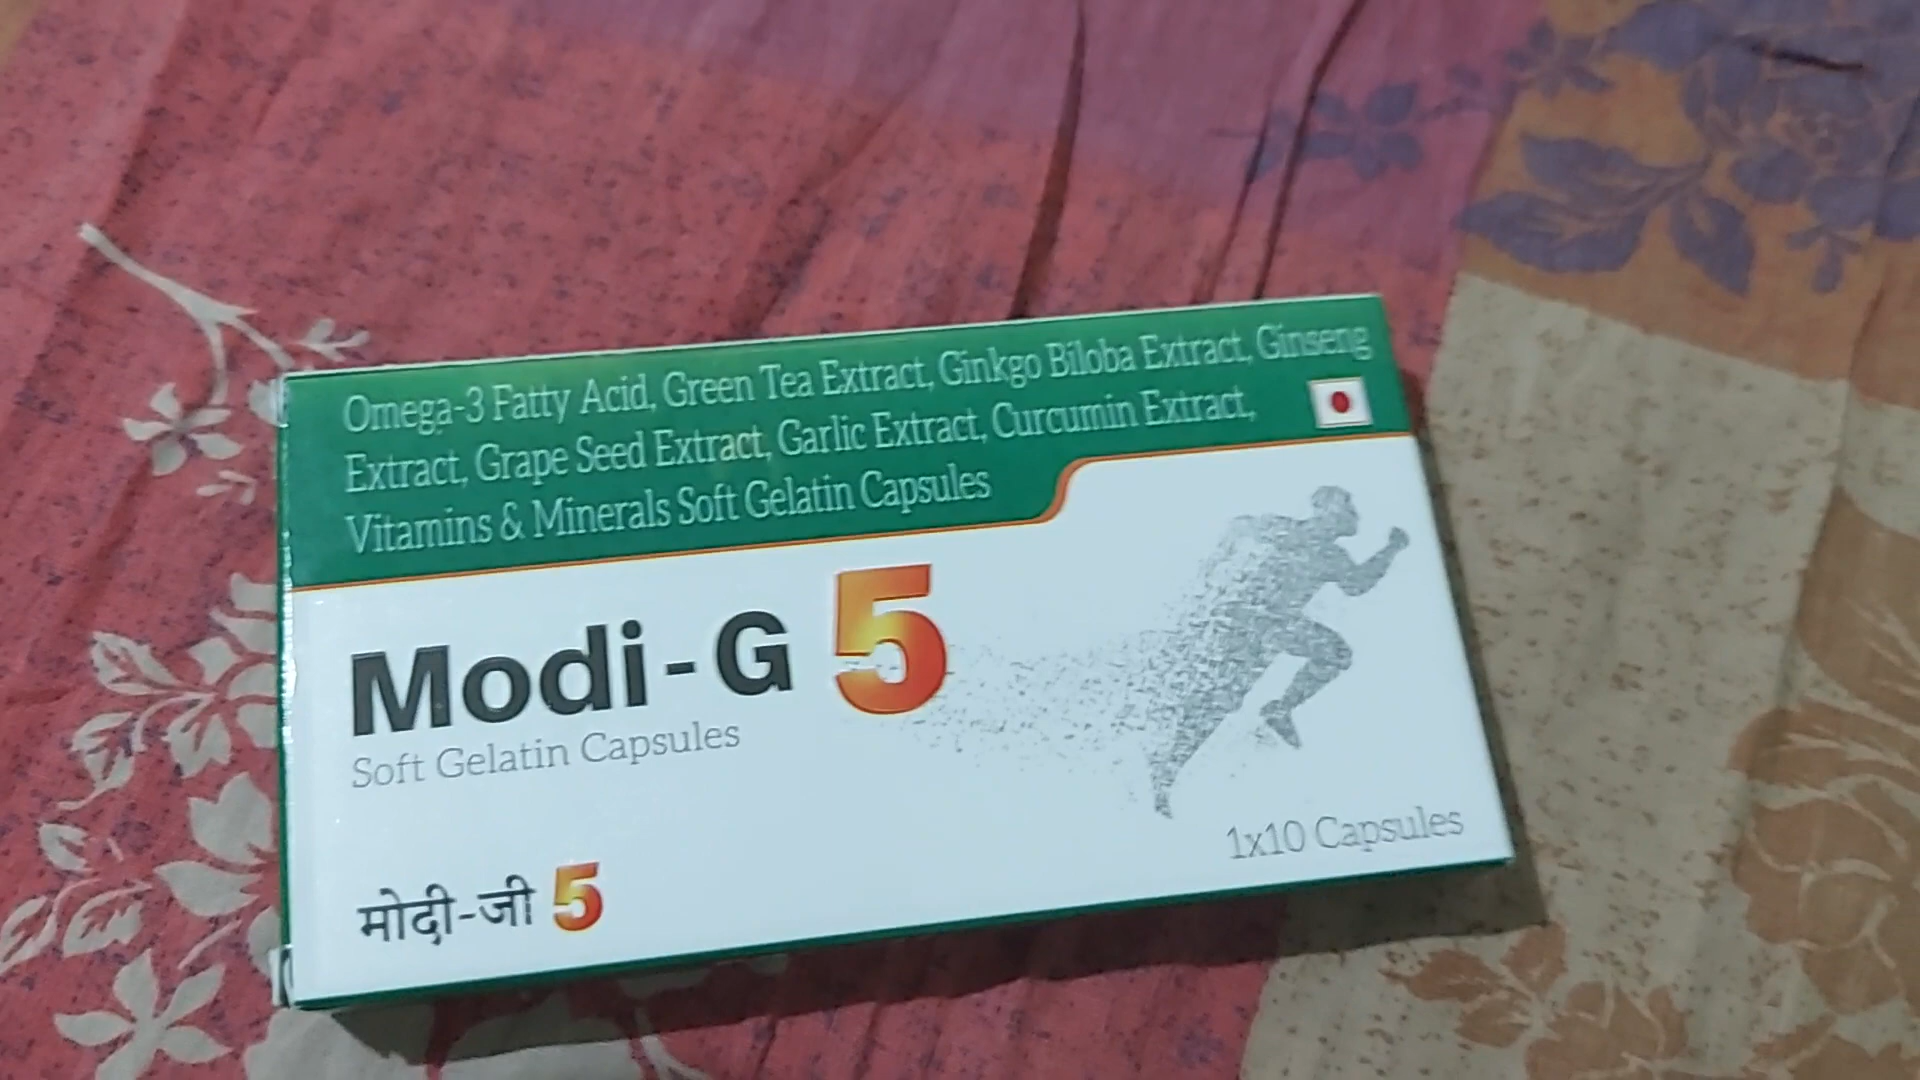 Omega-3 Fatty Acid, Green Tea Extract, Ginkgo Biloba Extract, Ginseng
Extract, Grape Seed Extract, Garlic Extract, Curcumin Extract,
Vitamins & Minerals Soft Gelatin Capsules
Modi-G 5
Soft Gelatin Capsules
1x10 Capsules
मोदी-जी 5